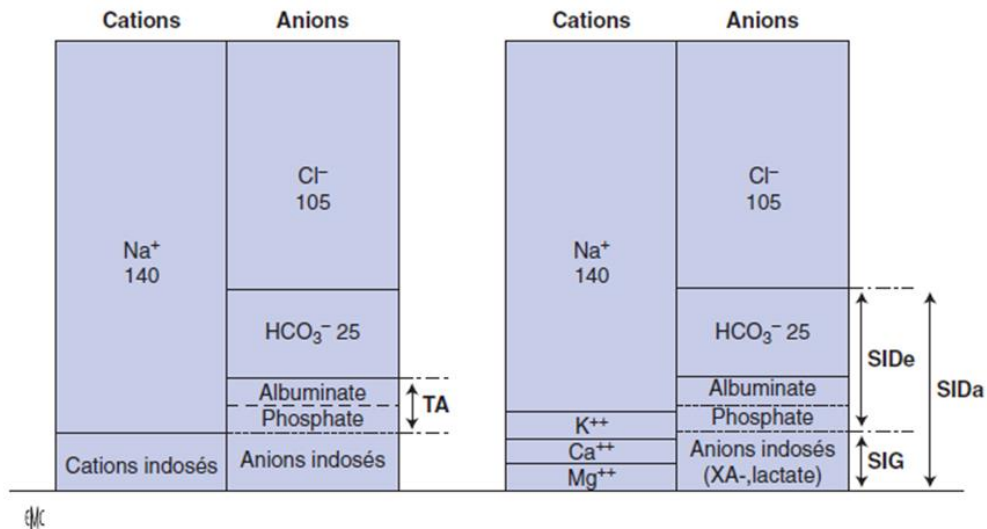 Cations Anions
Cl⁻
105
Na⁺
140
HCO₃⁻ 25
Albuminate
Phosphate
TA
Cations indosés
Anions indosés
Cations Anions
Cl⁻
105
Na⁺
140
HCO₃⁻ 25
SIDe
SIDa
Albuminate
Phosphate
K⁺⁺
Ca⁺⁺
Mg⁺⁺
Anions indosés
(XA-,lactate)
SIG
EMC